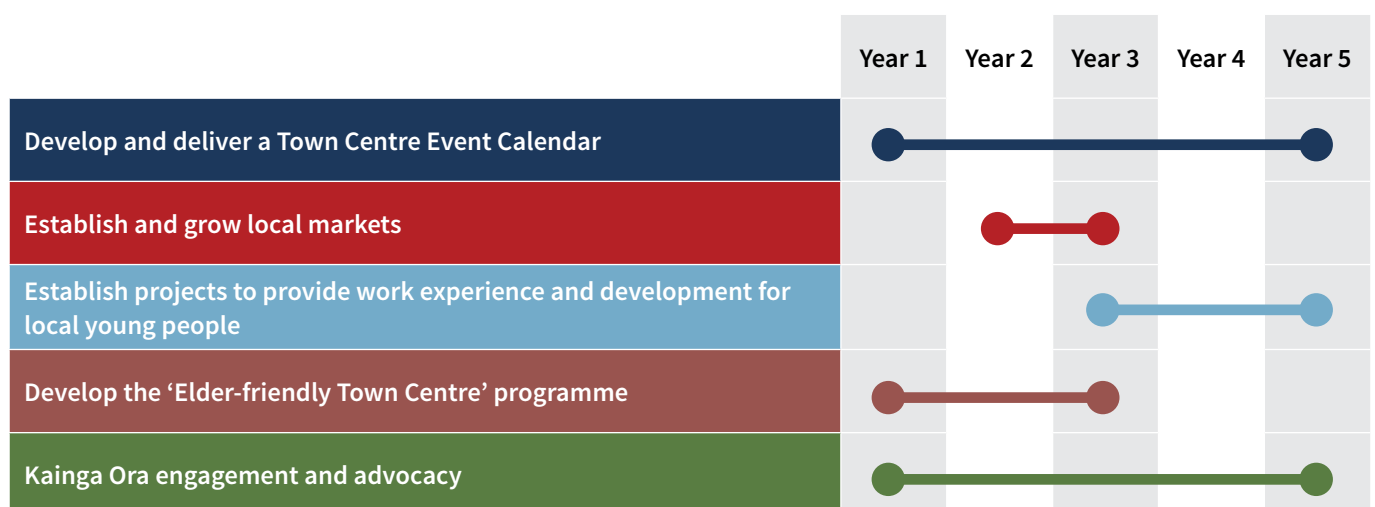 Year 1 Year 2 Year 3 Year 4 Year 5
Develop and deliver a Town Centre Event Calendar
Establish and grow local markets
Establish projects to provide work experience and development for
local young people
Develop the ‘Elder-friendly Town Centre’ programme
Kainga Ora engagement and advocacy